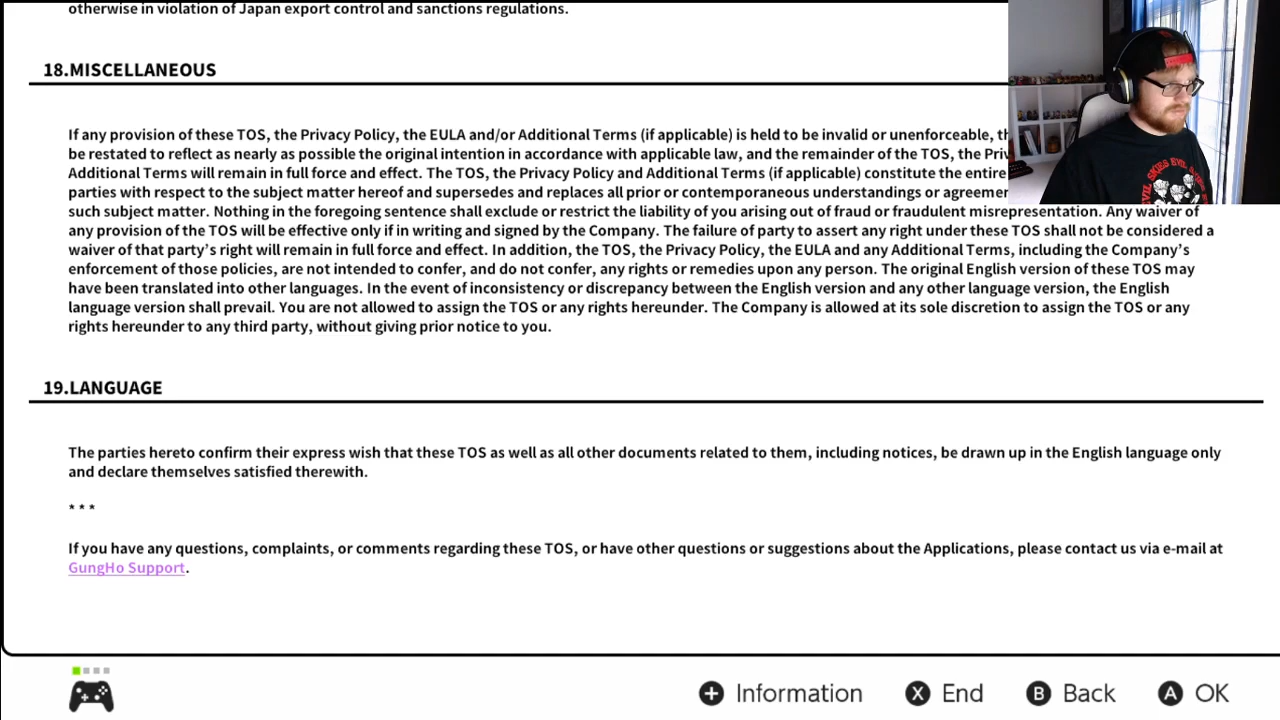 otherwise in violation of Japan export control and sanctions regulations.
18.MISCELLANEOUS
If any provision of these TOS, the Privacy Policy, the EULA and/or Additional Terms (if applicable) is held to be invalid or unenforceable,
be restated to reflect as nearly as possible the original intention in accordance with applicable law, and the remainder of the TOS, the
Additional Terms will remain in full force and effect. The TOS, the Privacy Policy and Additional Terms (if applicable) constitute the entire
parties with respect to the subject matter hereof and supersedes and replaces all prior or contemporaneous understandings or
such subject matter. Nothing in the foregoing sentence shall exclude or restrict the liability of you arising out of fraud or fraudulent misrepresentation. Any waiver of
any provision of the TOS will be effective only if in writing and signed by the Company. The failure of party to assert any right under these TOS shall not be considered a
waiver of that party’s right will remain in full force and effect. In addition, the TOS, the Privacy Policy, the EULA and any Additional Terms, including the Company’s
enforcement of those policies, are not intended to confer, and do not confer, any rights or remedies upon any person. The original English version of these TOS may
have been translated into other languages. In the event of inconsistency or discrepancy between the English version and any other language version, the English
language version shall prevail. You are not allowed to assign the TOS or any rights hereunder. The Company is allowed at its sole discretion to assign the TOS or any
rights hereunder to any third party, without giving prior notice to you.
19.LANGUAGE
The parties hereto confirm their express wish that these TOS as well as all other documents related to them, including notices, be drawn up in the English language only
and declare themselves satisfied therewith.
* * *
If you have any questions, complaints, or comments regarding these TOS, or have other questions or suggestions about the Applications, please contact us via e-mail at
GungHo Support.
+ Information X End B Back A OK
EVIL SKIES EVIL